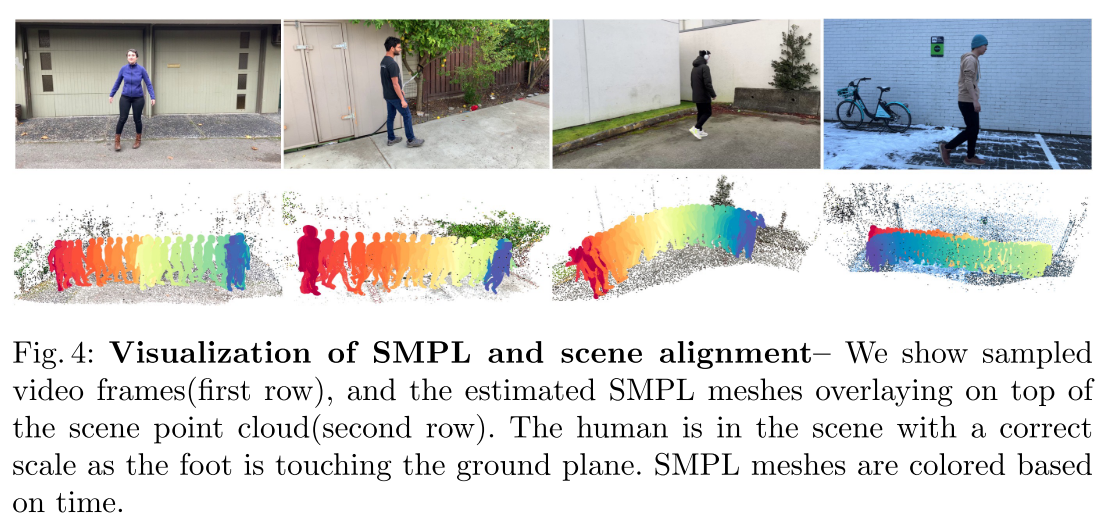 Fig. 4: Visualization of SMPL and scene alignment– We show sampled
video frames(first row), and the estimated SMPL meshes overlaying on top of
the scene point cloud(second row). The human is in the scene with a correct
scale as the foot is touching the ground plane. SMPL meshes are colored based
on time.